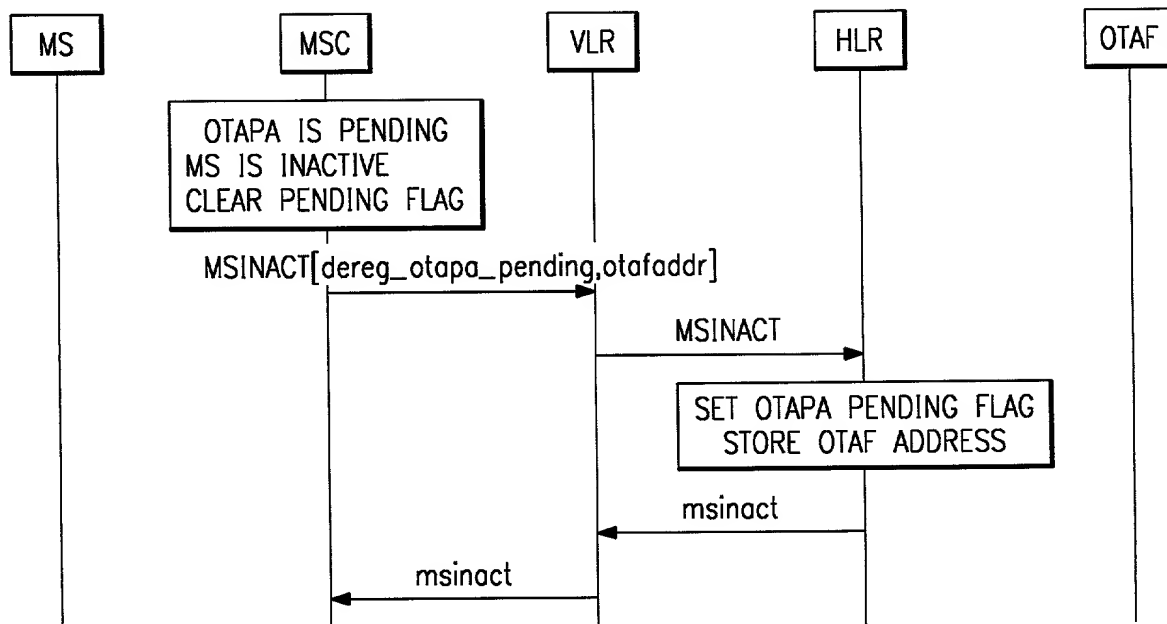 MS
MSC
VLR
HLR
OTAF
OTAPA IS PENDING
MS IS INACTIVE
CLEAR PENDING FLAG
MSINACT[dereg_otapa_pending,otafaddr]
MSINACT
SET OTAPA PENDING FLAG
STORE OTAF ADDRESS
msinact
msinact